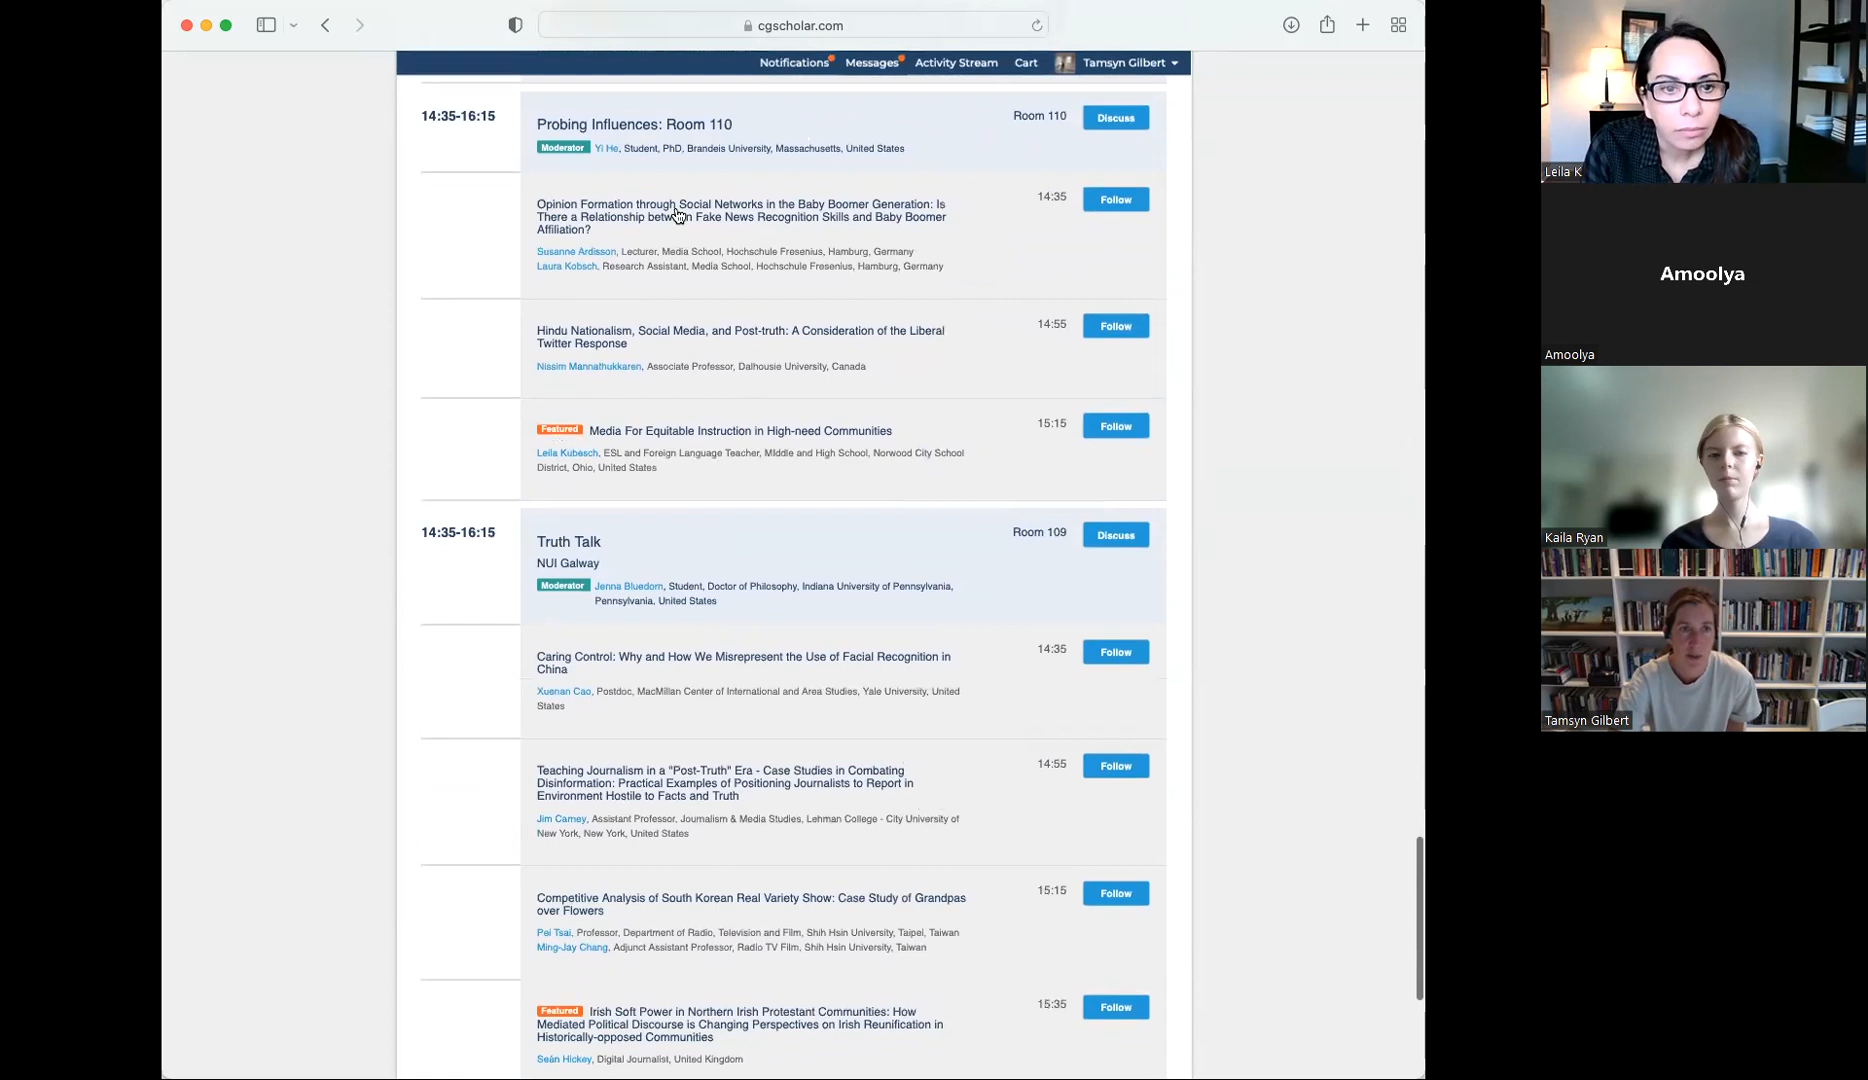 cgscholar.com
Notifications Messages Activity Stream Cart Tamsyn Gilbert
14:35-16:15
Probing Influences: Room 110
Room 110
Discuss
Moderator Yi He, Student, PhD, Brandeis University, Massachusetts, United States
Opinion Formation through Social Networks in the Baby Boomer Generation: Is
There a Relationship between Fake News Recognition Skills and Baby Boomer
Affiliation?
14:35
Follow
Susanne Ardisson, Lecturer, Media School, Hochschule Fresenius, Hamburg, Germany
Laura Kobsch, Research Assistant, Media School, Hochschule Fresenius, Hamburg, Germany
Hindu Nationalism, Social Media, and Post-truth: A Consideration of the Liberal
Twitter Response
14:55
Follow
Nissim Mannathukkaren, Associate Professor, Dalhousie University, Canada
Featured Media For Equitable Instruction in High-need Communities
15:15
Follow
Leila Kubesch, ESL and Foreign Language Teacher, MIddle and High School, Norwood City School
District, Ohio, United States
14:35-16:15
Truth Talk
Room 109
Discuss
NUI Galway
Moderator Jenna Bluedorn, Student, Doctor of Philosophy, Indiana University of Pennsylvania,
Pennsylvania, United States
Caring Control: Why and How We Misrepresent the Use of Facial Recognition in
China
14:35
Follow
Xuenan Cao, Postdoc, MacMillan Center of International and Area Studies, Yale University, United
States
Teaching Journalism in a "Post-Truth" Era - Case Studies in Combating
Disinformation: Practical Examples of Positioning Journalists to Report in
Environment Hostile to Facts and Truth
14:55
Follow
Jim Carney, Assistant Professor, Journalism & Media Studies, Lehman College - City University of
New York, New York, United States
Competitive Analysis of South Korean Real Variety Show: Case Study of Grandpas
over Flowers
15:15
Follow
Pei Tsai, Professor, Department of Radio, Television and Film, Shih Hsin University, Taipei, Taiwan
Ming-Jay Chang, Adjunct Assistant Professor, Radio TV Film, Shih Hsin University, Taiwan
Featured Irish Soft Power in Northern Irish Protestant Communities: How
Mediated Political Discourse is Changing Perspectives on Irish Reunification in
Historically-opposed Communities
15:35
Follow
Seán Hickey, Digital Journalist, United Kingdom
Leila K
Amoolya
Amoolya
Kaila Ryan
Tamsyn Gilbert